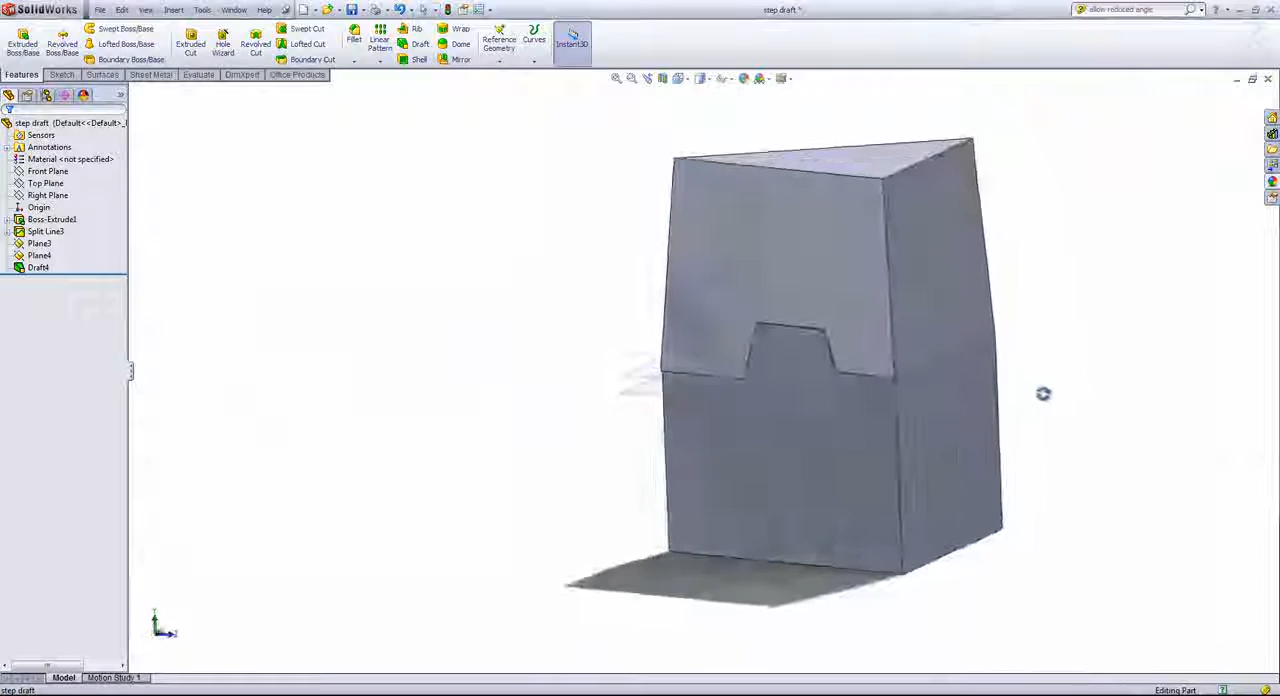 SolidWorks File Edit View Insert Tools Window Help step draft * allow reduced angle
Extruded Boss/Base Revolved Boss/Base Swept Boss/Base Extruded Cut Hole Wizard Revolved Cut Swept Cut Fillet Linear Pattern Rib Wrap Reference Geometry Curves Instant3D
Lofted Boss/Base Lofted Cut Draft Dome
Boundary Boss/Base Boundary Cut Shell Mirror
Features Sketch Surfaces Sheet Metal Evaluate DimXpert Office Products
step draft (Default<<Default>_
Sensors
Annotations
Material <not specified>
Front Plane
Top Plane
Right Plane
Origin
Boss-Extrude1
Split Line3
Plane3
Plane4
Draft4
Model Motion Study 1
step draft Editing Part